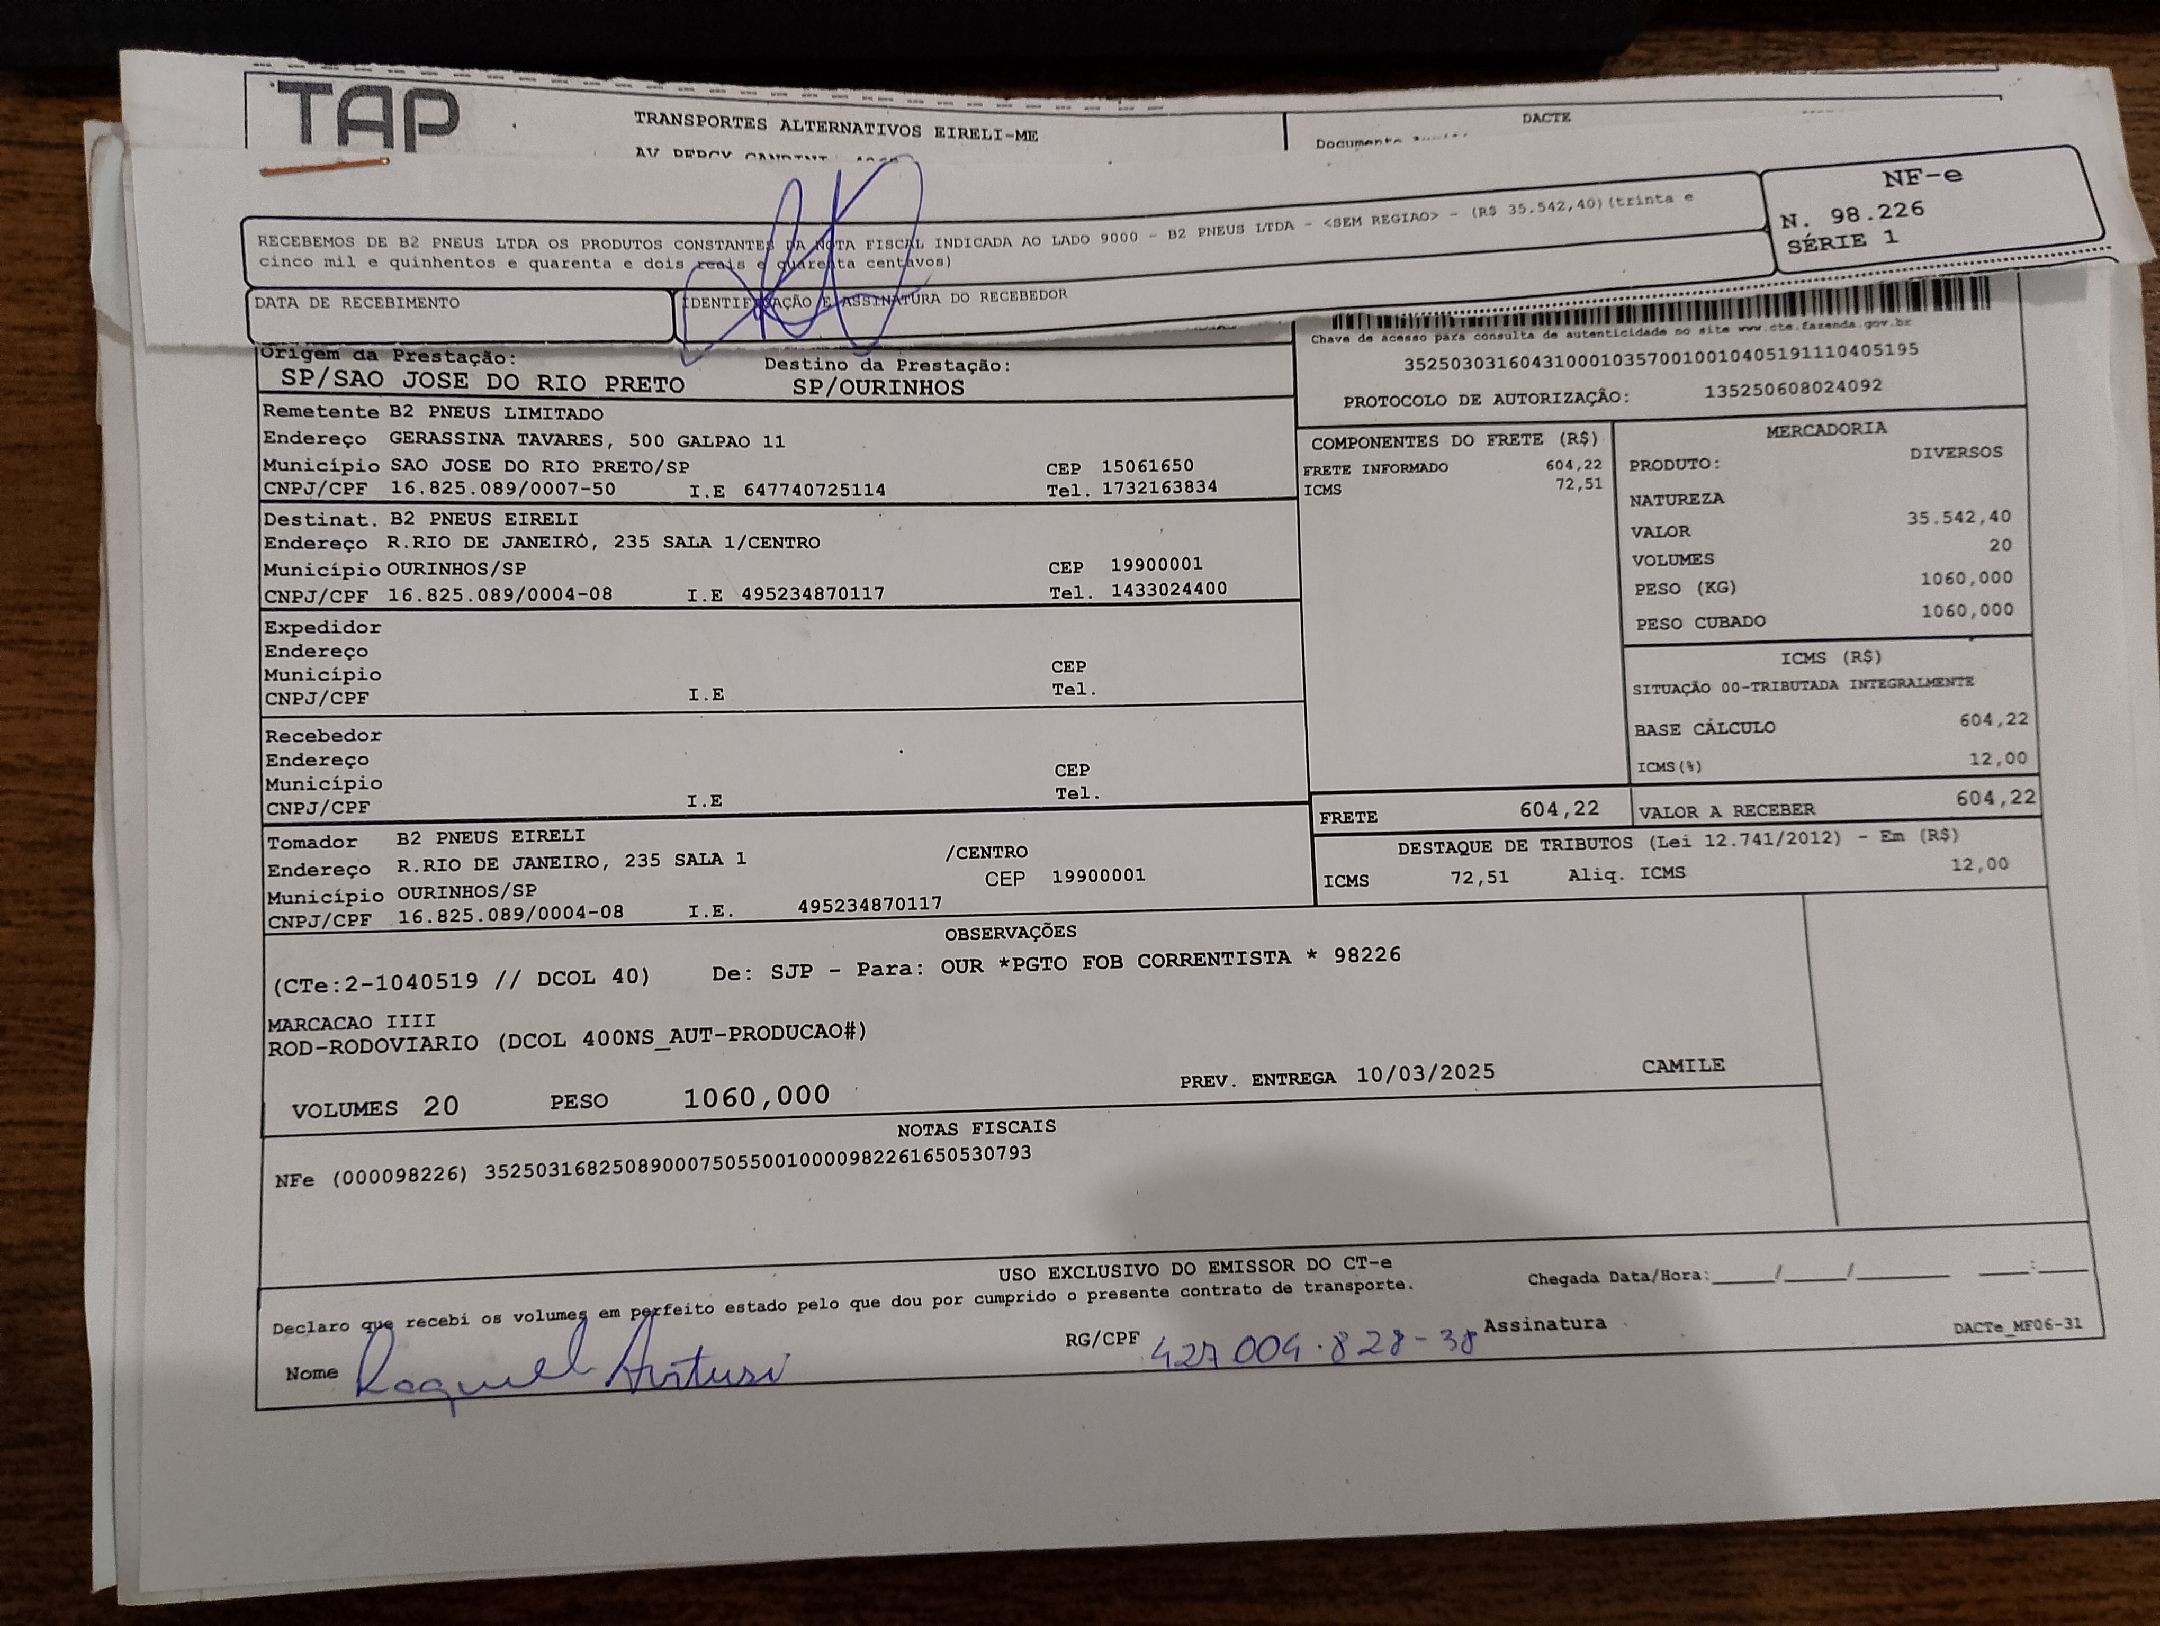 TAP
TRANSPORTES ALTERNATIVOS EIRELI-ME
DACTE
Documento
NF-e
N. 98.226
SÉRIE 1
RECEBEMOS DE B2 PNEUS LTDA OS PRODUTOS CONSTANTES DA NOTA FISCAL INDICADA AO LADO 9000 - B2 PNEUS LTDA - <SEM REGIAO> - (R$ 35.542,40)(trinta e
cinco mil e quinhentos e quarenta e dois reais e quarenta centavos)
DATA DE RECEBIMENTO
IDENTIFICAÇÃO E ASSINATURA DO RECEBEDOR
Chave de acesso para consulta de autenticidade no site www.cte.fazenda.gov.br
35250303160431000103570010010405191110405195
PROTOCOLO DE AUTORIZAÇÃO: 135250608024092
Origem da Prestação: Destino da Prestação:
SP/SAO JOSE DO RIO PRETO SP/OURINHOS
Remetente B2 PNEUS LIMITADO
Endereço GERASSINA TAVARES, 500 GALPAO 11
Município SAO JOSE DO RIO PRETO/SP CEP 15061650
CNPJ/CPF 16.825.089/0007-50 I.E 647740725114 Tel. 1732163834
Destinat. B2 PNEUS EIRELI
Endereço R.RIO DE JANEIRO, 235 SALA 1/CENTRO
Município OURINHOS/SP CEP 19900001
CNPJ/CPF 16.825.089/0004-08 I.E 495234870117 Tel. 1433024400
Expedidor
Endereço
Município CEP
CNPJ/CPF I.E Tel.
Recebedor
Endereço
Município CEP
CNPJ/CPF I.E Tel.
Tomador B2 PNEUS EIRELI
Endereço R.RIO DE JANEIRO, 235 SALA 1 /CENTRO
Município OURINHOS/SP CEP 19900001
CNPJ/CPF 16.825.089/0004-08 I.E. 495234870117
COMPONENTES DO FRETE (R$)
FRETE INFORMADO 604,22
ICMS 72,51
MERCADORIA
PRODUTO: DIVERSOS
NATUREZA
VALOR 35.542,40
VOLUMES 20
PESO (KG) 1060,000
PESO CUBADO 1060,000
ICMS (R$)
SITUAÇÃO 00-TRIBUTADA INTEGRALMENTE
BASE CÁLCULO 604,22
ICMS(%) 12,00
FRETE 604,22 VALOR A RECEBER 604,22
DESTAQUE DE TRIBUTOS (Lei 12.741/2012) - Em (R$)
ICMS 72,51 Aliq. ICMS 12,00
OBSERVAÇÕES
(CTe:2-1040519 // DCOL 40) De: SJP - Para: OUR *PGTO FOB CORRENTISTA * 98226
MARCACAO IIII
ROD-RODOVIARIO (DCOL 400NS_AUT-PRODUCAO#)
VOLUMES 20 PESO 1060,000 PREV. ENTREGA 10/03/2025 CAMILE
NOTAS FISCAIS
NFe (000098226) 35250316825089000750550010000982261650530793
USO EXCLUSIVO DO EMISSOR DO CT-e
Declaro que recebi os volumes em perfeito estado pelo que dou por cumprido o presente contrato de transporte. Chegada Data/Hora:____/____/______ ____:____
Nome Raquel Artusi RG/CPF 427 004.828-38 Assinatura
DACTe_MF06-31